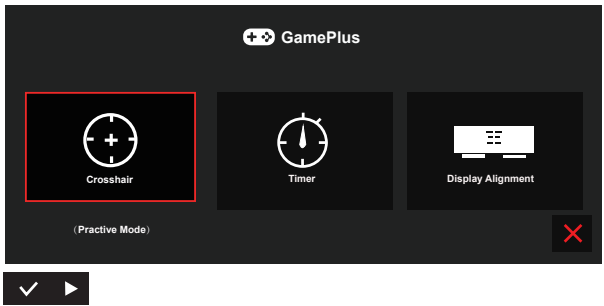 GamePlus
Crosshair
Timer
Display Alignment
（Practive Mode）